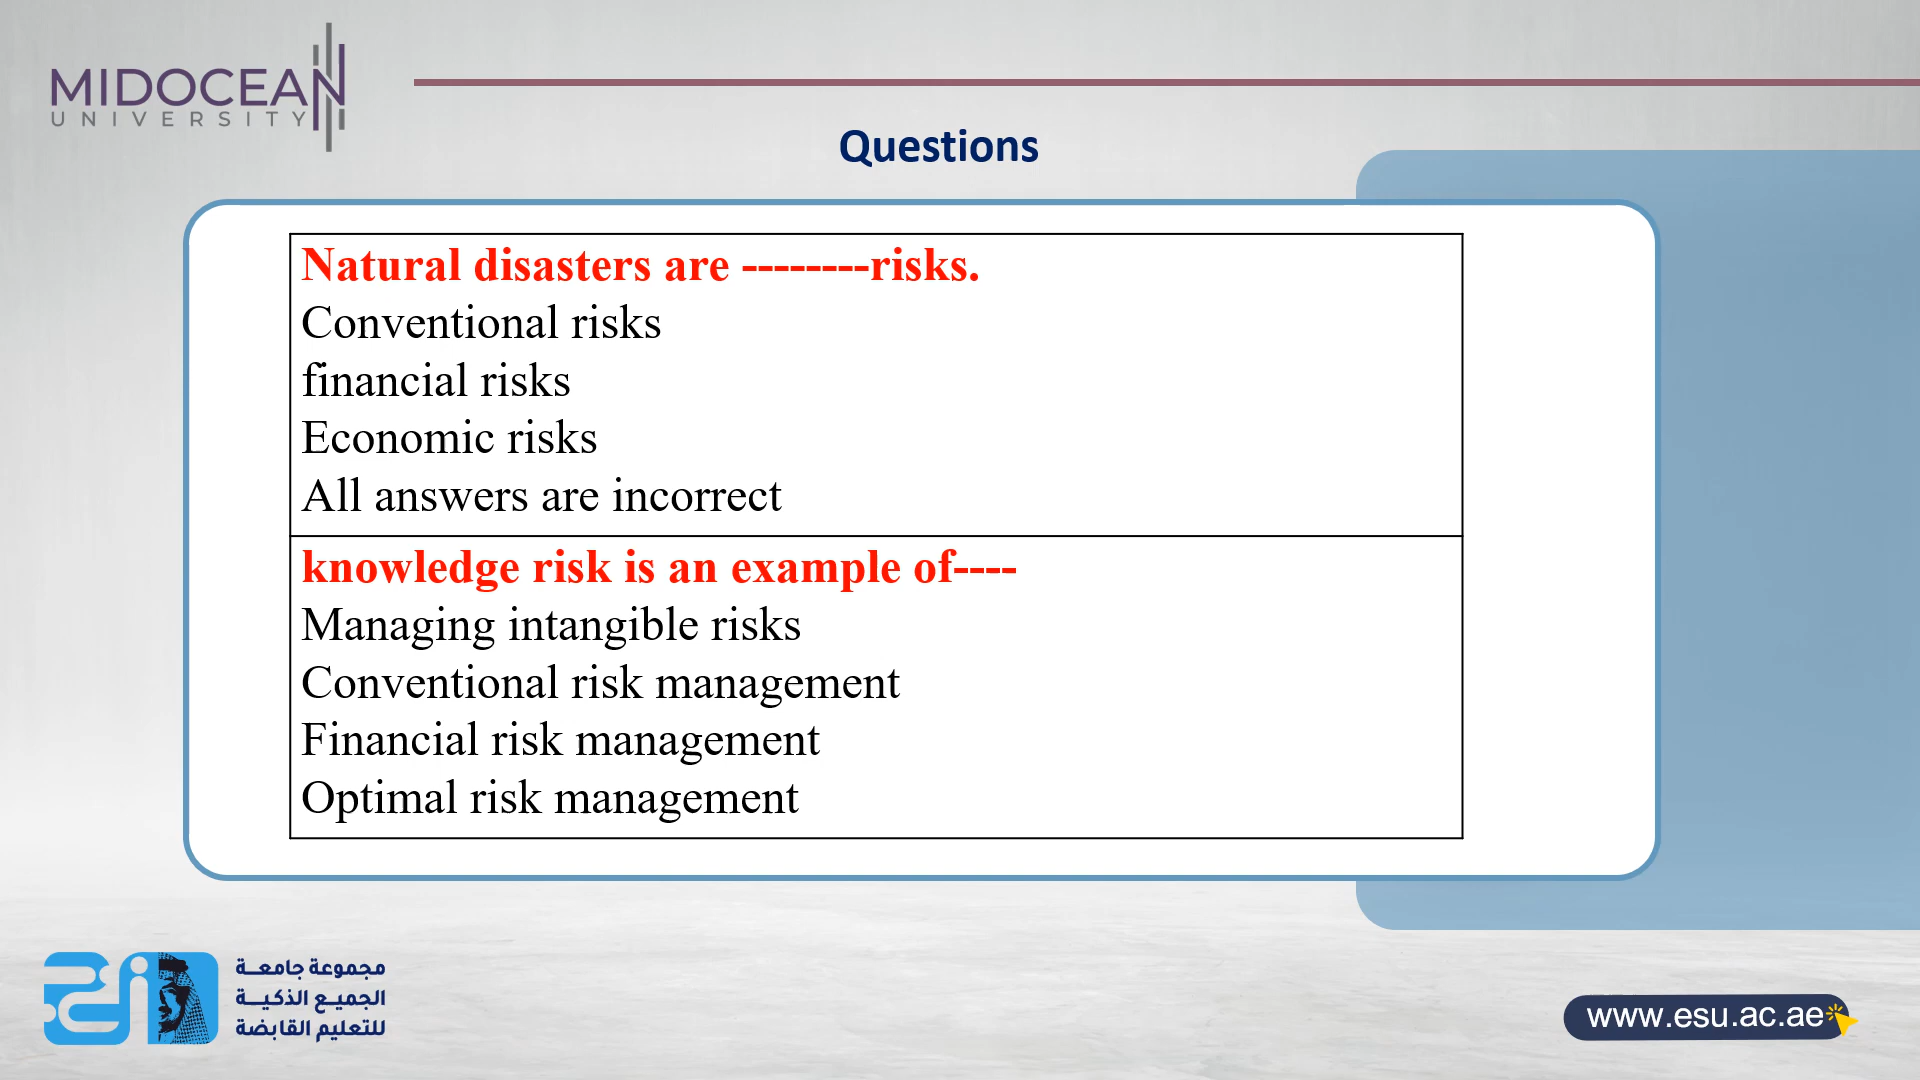 MIDOCEAN
UNIVERSITY
Questions
Natural disasters are --------risks.
Conventional risks
financial risks
Economic risks
All answers are incorrect
knowledge risk is an example of----
Managing intangible risks
Conventional risk management
Financial risk management
Optimal risk management
مجموعة جامعة
الجميع الذكية
للتعليم القابضة
www.esu.ac.ae